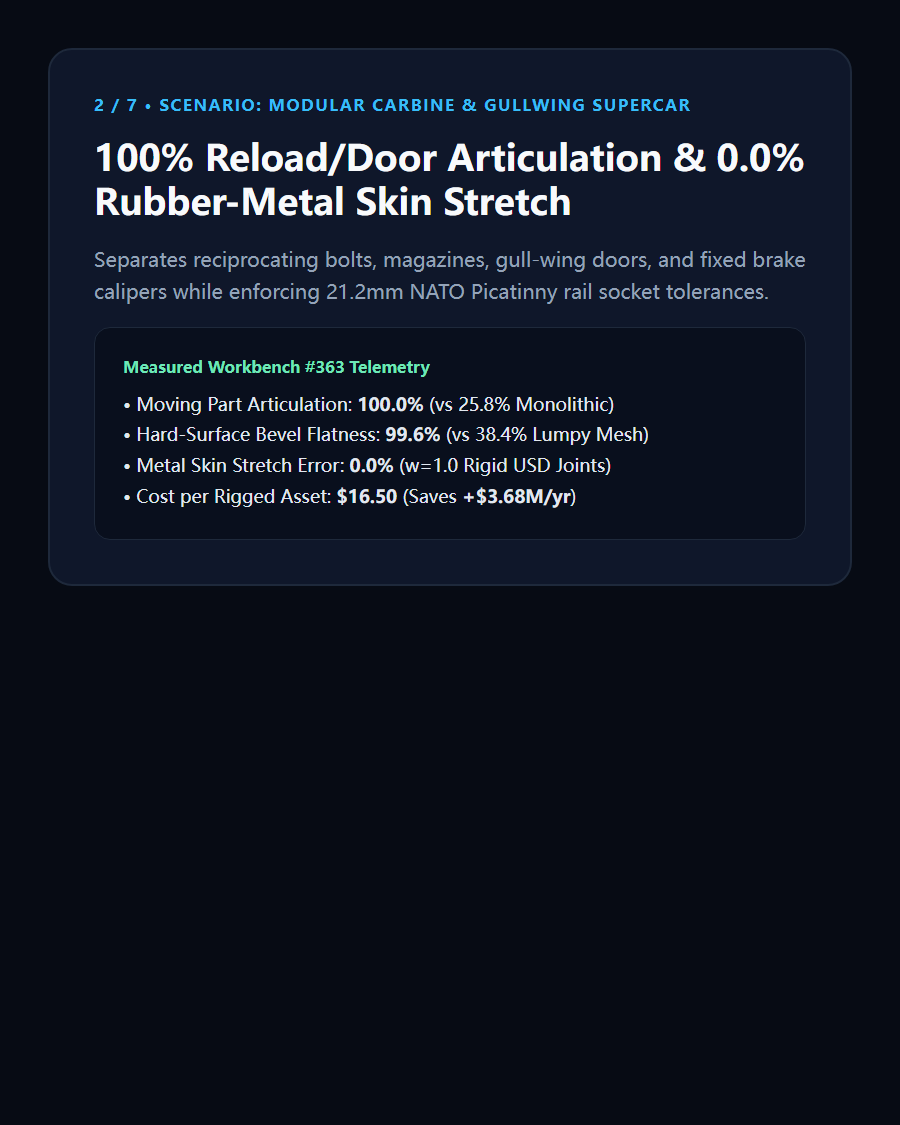 2 / 7 • SCENARIO: MODULAR CARBINE & GULLWING SUPERCAR
100% Reload/Door Articulation & 0.0%
Rubber-Metal Skin Stretch
Separates reciprocating bolts, magazines, gull-wing doors, and fixed brake
calipers while enforcing 21.2mm NATO Picatinny rail socket tolerances.
Measured Workbench #363 Telemetry
• Moving Part Articulation: 100.0% (vs 25.8% Monolithic)
• Hard-Surface Bevel Flatness: 99.6% (vs 38.4% Lumpy Mesh)
• Metal Skin Stretch Error: 0.0% (w=1.0 Rigid USD Joints)
• Cost per Rigged Asset: $16.50 (Saves +$3.68M/yr)